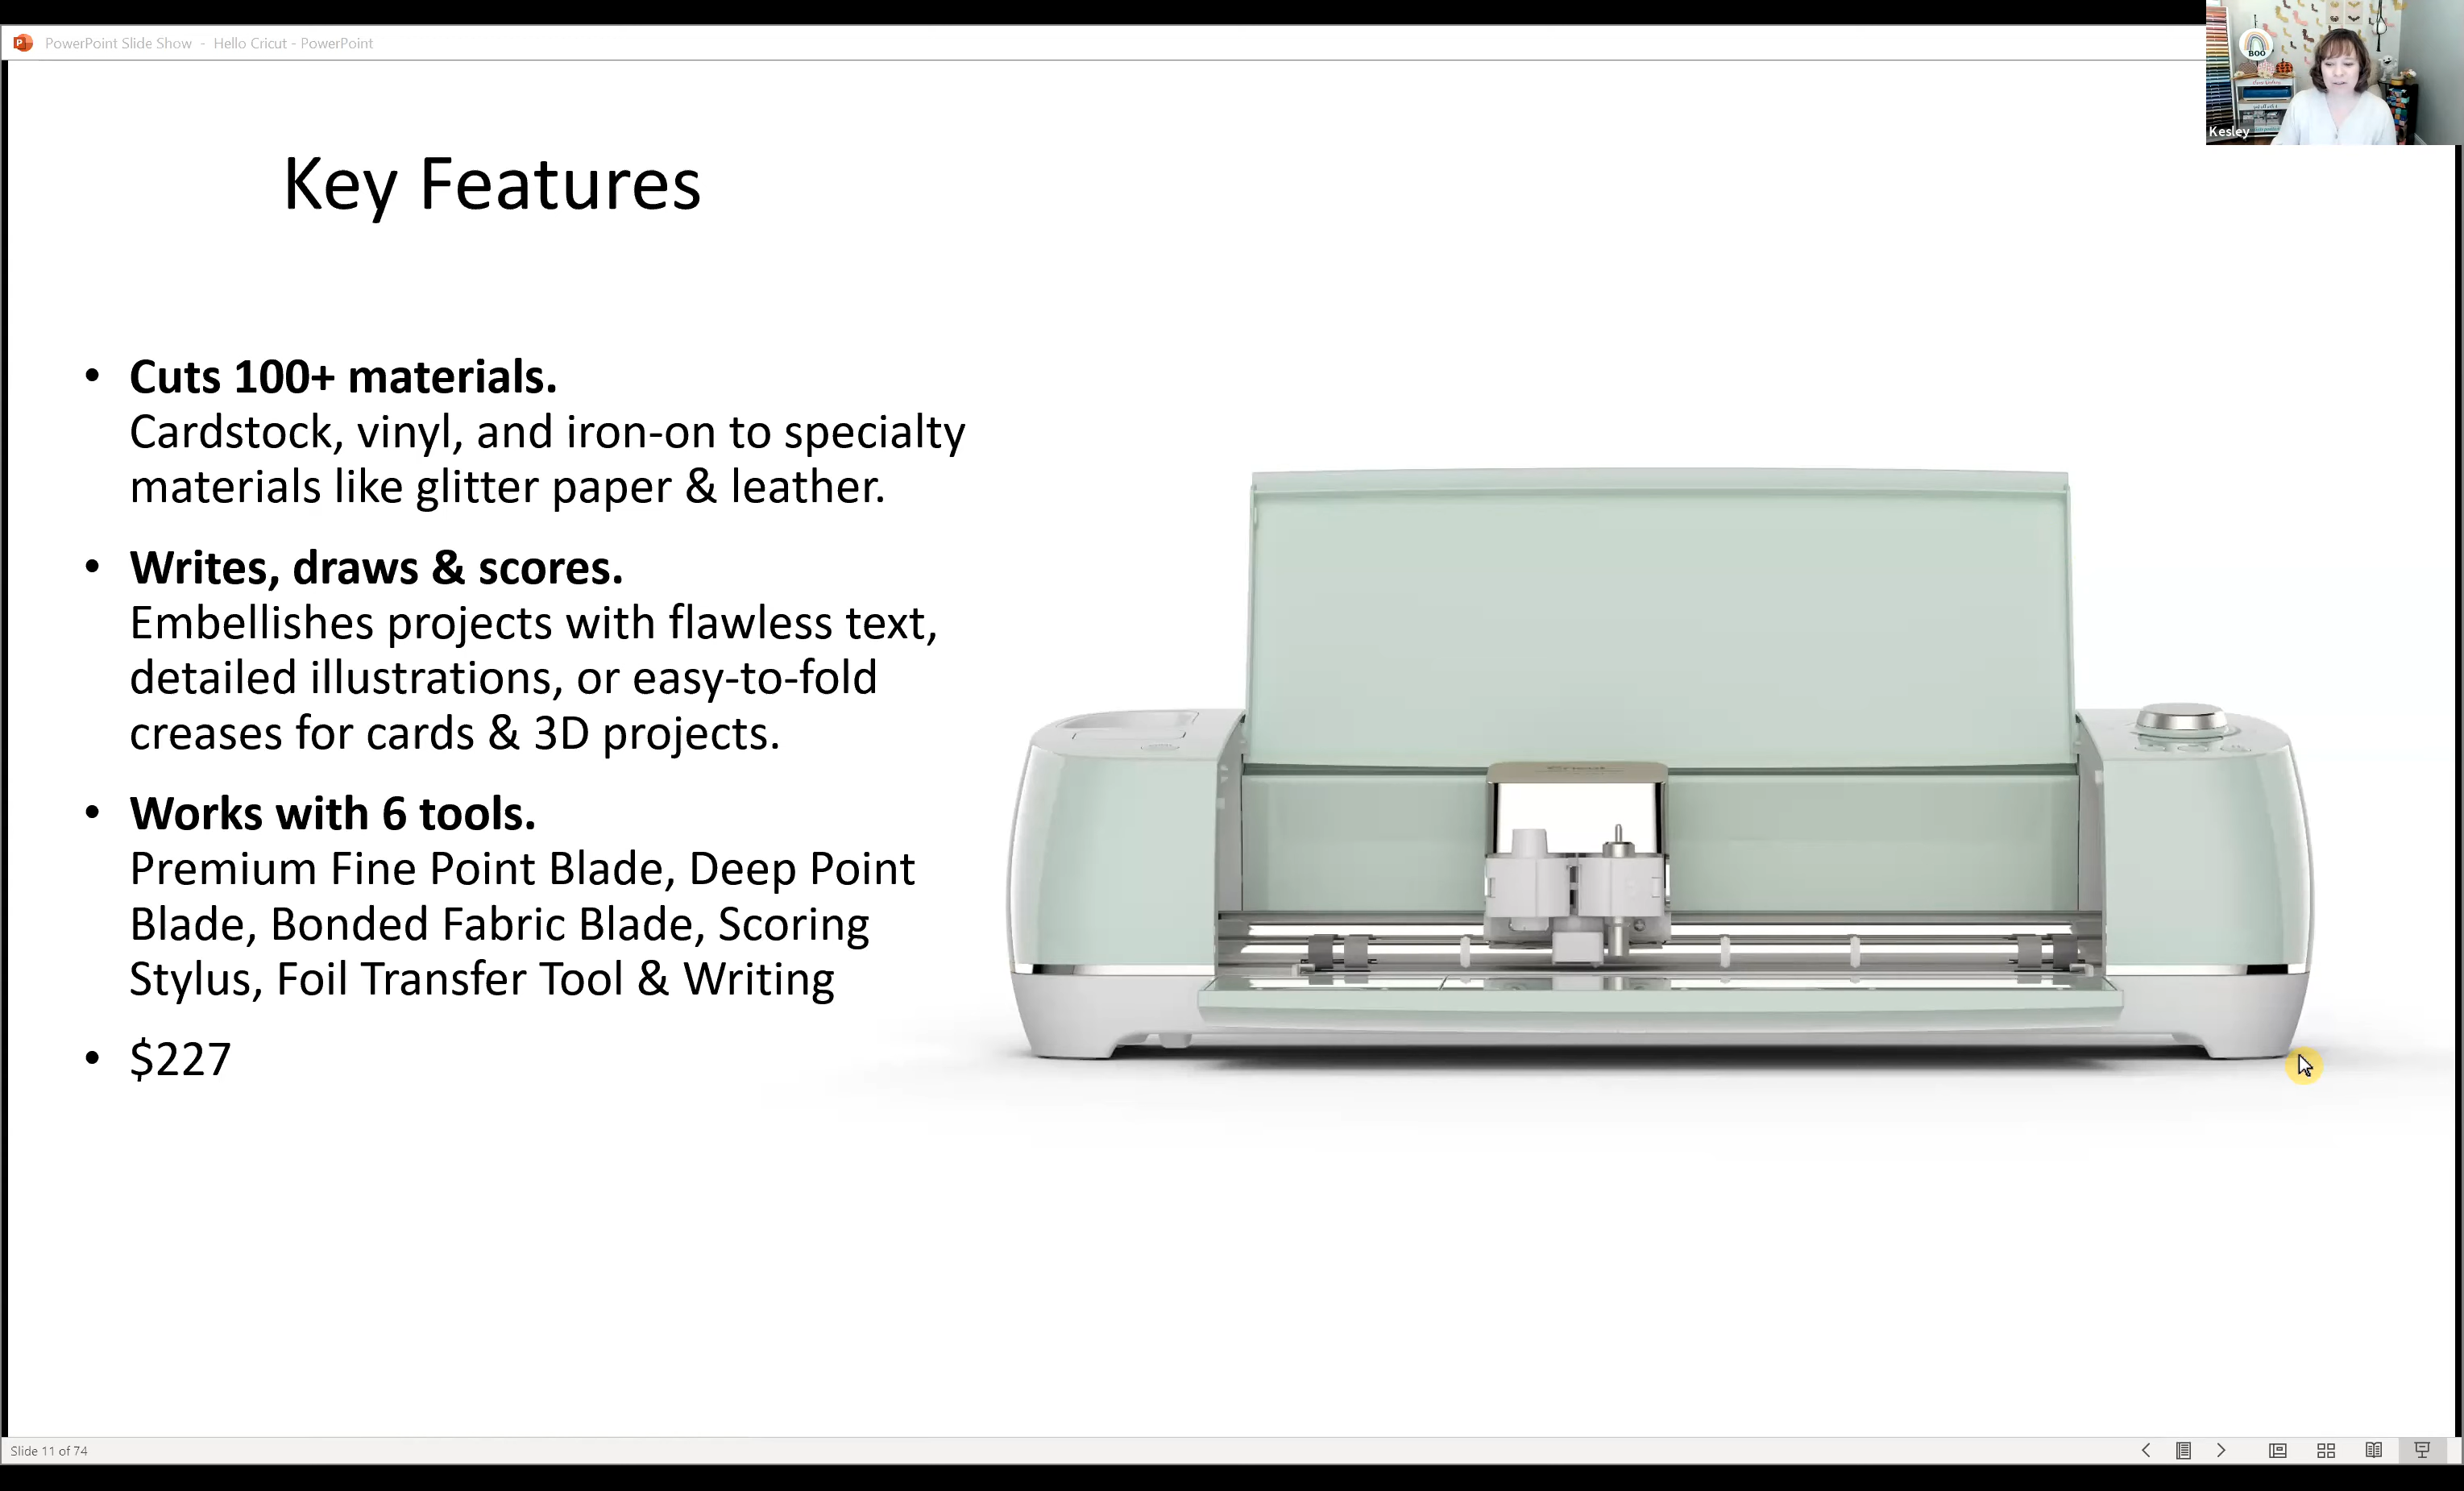 PowerPoint Slide Show - Hello Cricut - PowerPoint
BOO
Kesley
Key Features
• Cuts 100+ materials.
Cardstock, vinyl, and iron-on to specialty
materials like glitter paper & leather.
• Writes, draws & scores.
Embellishes projects with flawless text,
detailed illustrations, or easy-to-fold
creases for cards & 3D projects.
• Works with 6 tools.
Premium Fine Point Blade, Deep Point
Blade, Bonded Fabric Blade, Scoring
Stylus, Foil Transfer Tool & Writing
• $227
Slide 11 of 74